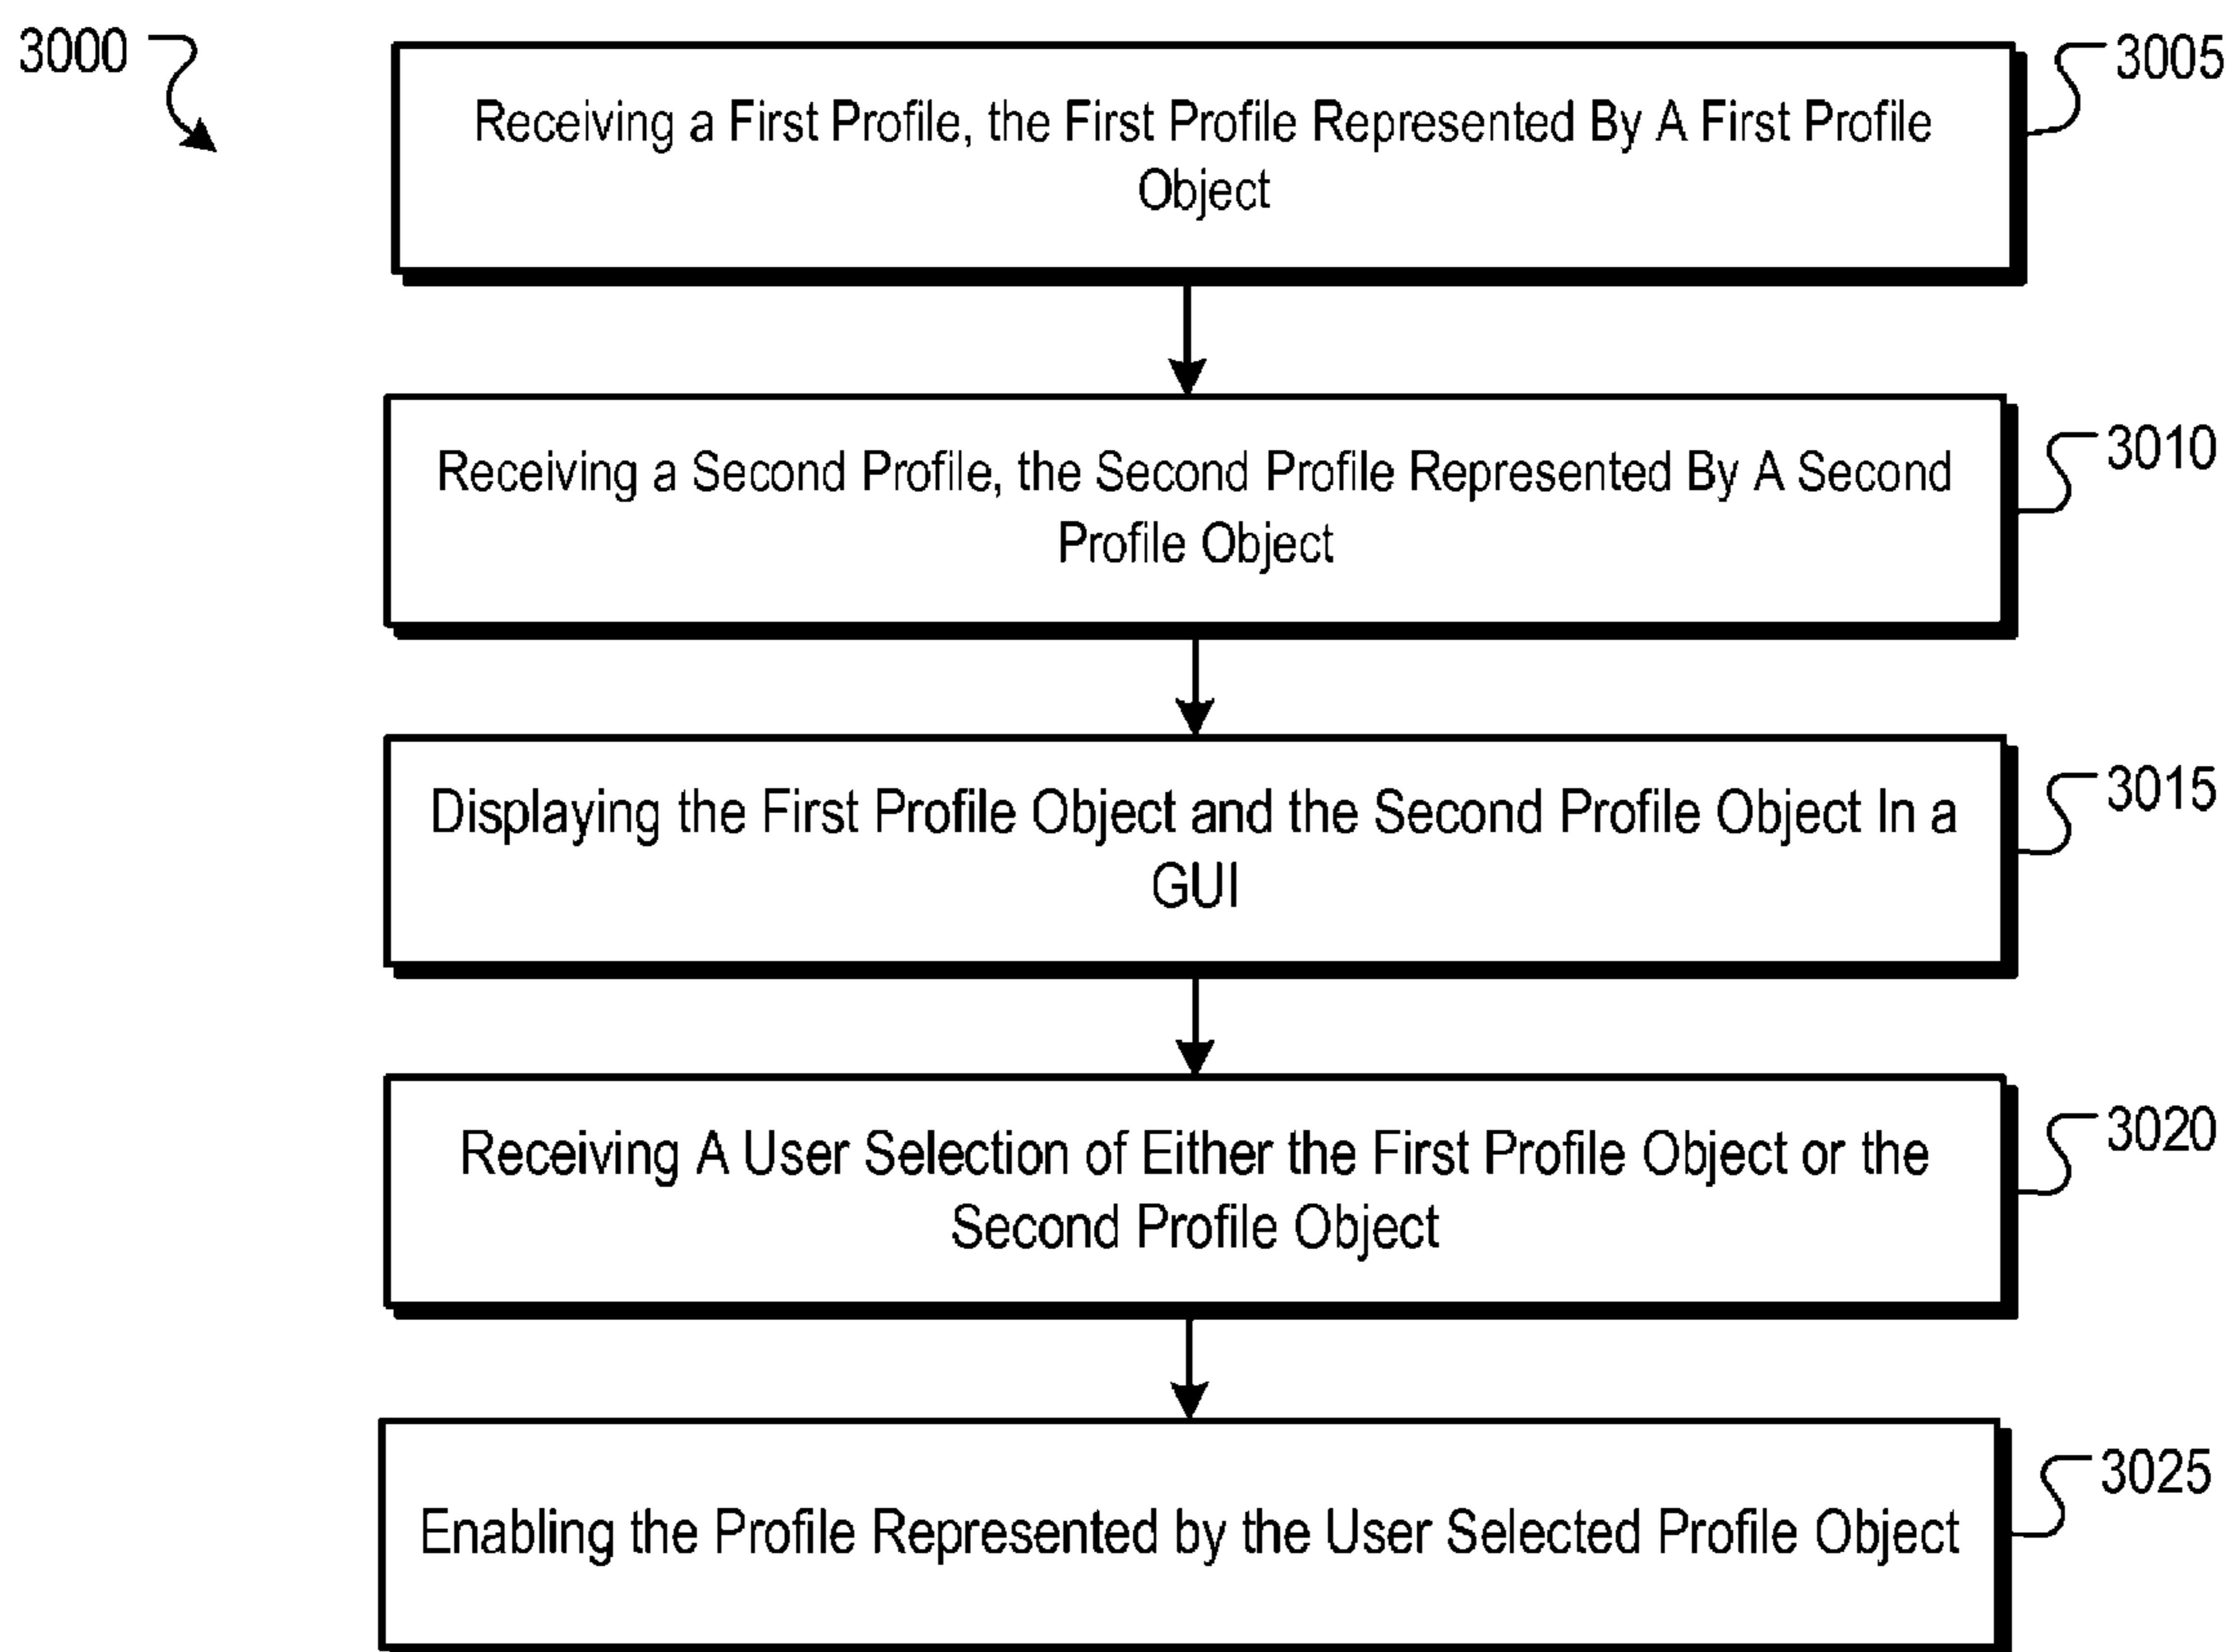 3000
3005
Receiving a First Profile, the First Profile Represented By A First Profile
Object
3010
Receiving a Second Profile, the Second Profile Represented By A Second
Profile Object
3015
Displaying the First Profile Object and the Second Profile Object In a
GUI
3020
Receiving A User Selection of Either the First Profile Object or the
Second Profile Object
3025
Enabling the Profile Represented by the User Selected Profile Object